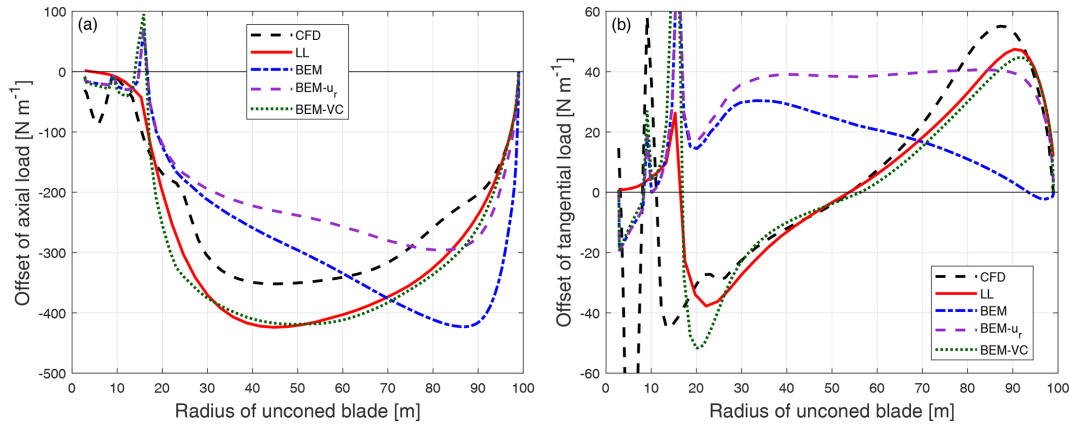 (a)
100
0
-100
-200
-300
-400
-500
Offset of axial load [N m⁻¹]
CFD
LL
BEM
BEM-uᵣ
BEM-VC
0 10 20 30 40 50 60 70 80 90 100
Radius of unconed blade [m]
(b)
60
40
20
0
-20
-40
-60
Offset of tangential load [N m⁻¹]
CFD
LL
BEM
BEM-uᵣ
BEM-VC
0 10 20 30 40 50 60 70 80 90 100
Radius of unconed blade [m]